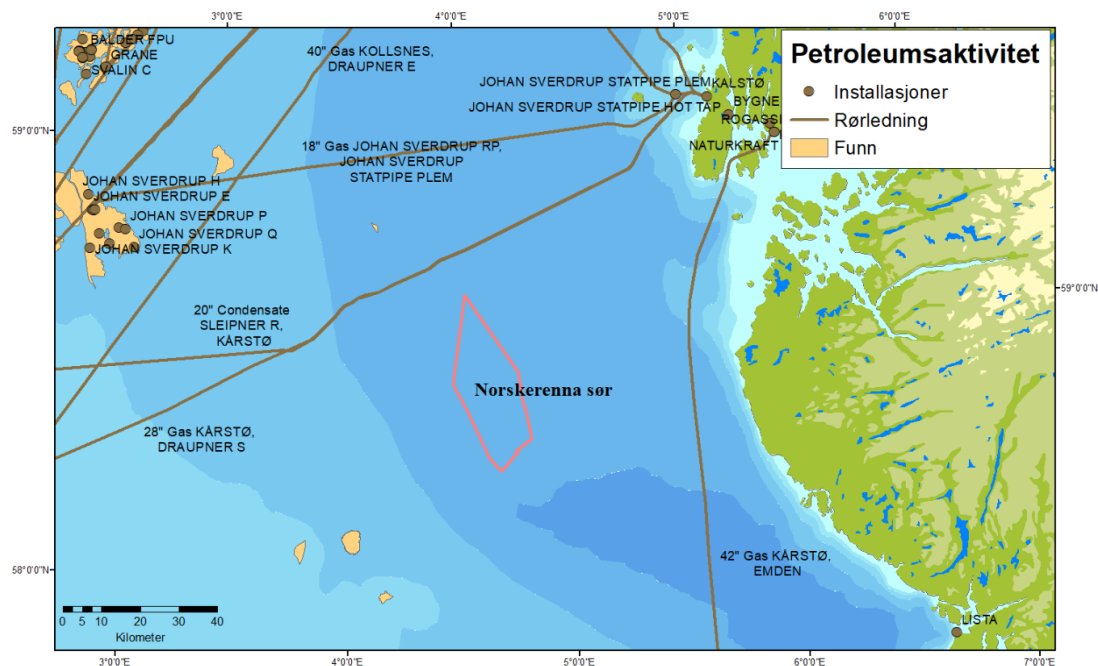 3°0'0"E
4°0'0"E
5°0'0"E
6°0'0"E
BALDER FPU
GRANE
SVALIN C
40" Gas KOLLSNES,
DRAUPNER E
JOHAN SVERDRUP STATPIPE PLEM
KALSTØ
JOHAN SVERDRUP STATPIPE HOT TAP
BYGNE
ROGASS
NATURKRAFT
Petroleumsaktivitet
Installasjoner
Rørledning
Funn
59°0'0"N
18" Gas JOHAN SVERDRUP RP,
JOHAN SVERDRUP
STATPIPE PLEM
JOHAN SVERDRUP H
JOHAN SVERDRUP E
JOHAN SVERDRUP P
JOHAN SVERDRUP Q
JOHAN SVERDRUP K
59°0'0"N
20" Condensate
SLEIPNER R,
KÅRSTØ
Norskerenna sør
28" Gas KÅRSTØ,
DRAUPNER S
42" Gas KÅRSTØ,
EMDEN
58°0'0"N
LISTA
0 5 10 20 30 40
Kilometer
3°0'0"E
4°0'0"E
5°0'0"E
6°0'0"E
7°0'0"E